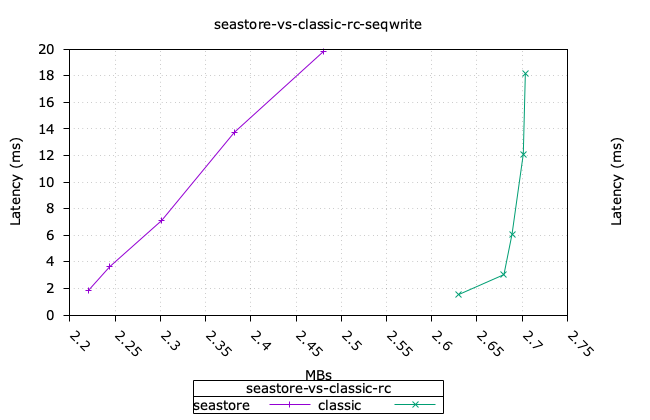 seastore-vs-classic-rc-seqwrite
20
18
16
14
12
10
8
6
4
2
0
Latency (ms)
Latency (ms)
2.2 2.25 2.3 2.35 2.4 2.45 2.5 2.55 2.6 2.65 2.7 2.75
MBs
seastore-vs-classic-rc
seastore classic